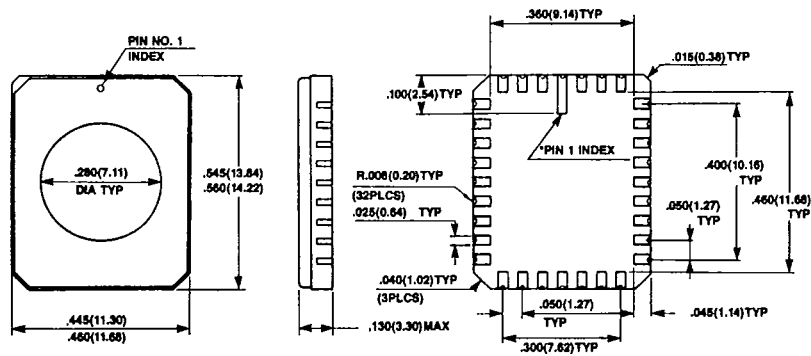 PIN NO. 1
INDEX
.280(7.11)
DIA TYP
.545(13.84)
.560(14.22)
.445(11.30)
.460(11.68)
.130(3.30) MAX
.360(9.14) TYP
.015(0.38) TYP
.100(2.54) TYP
*PIN 1 INDEX
R.008(0.20) TYP
(32PLCS)
.025(0.64) TYP
.040(1.02) TYP
(3PLCS)
.400(10.16)
TYP
.460(11.68)
TYP
.050(1.27)
TYP
.050(1.27)
TYP
.045(1.14) TYP
.300(7.62) TYP